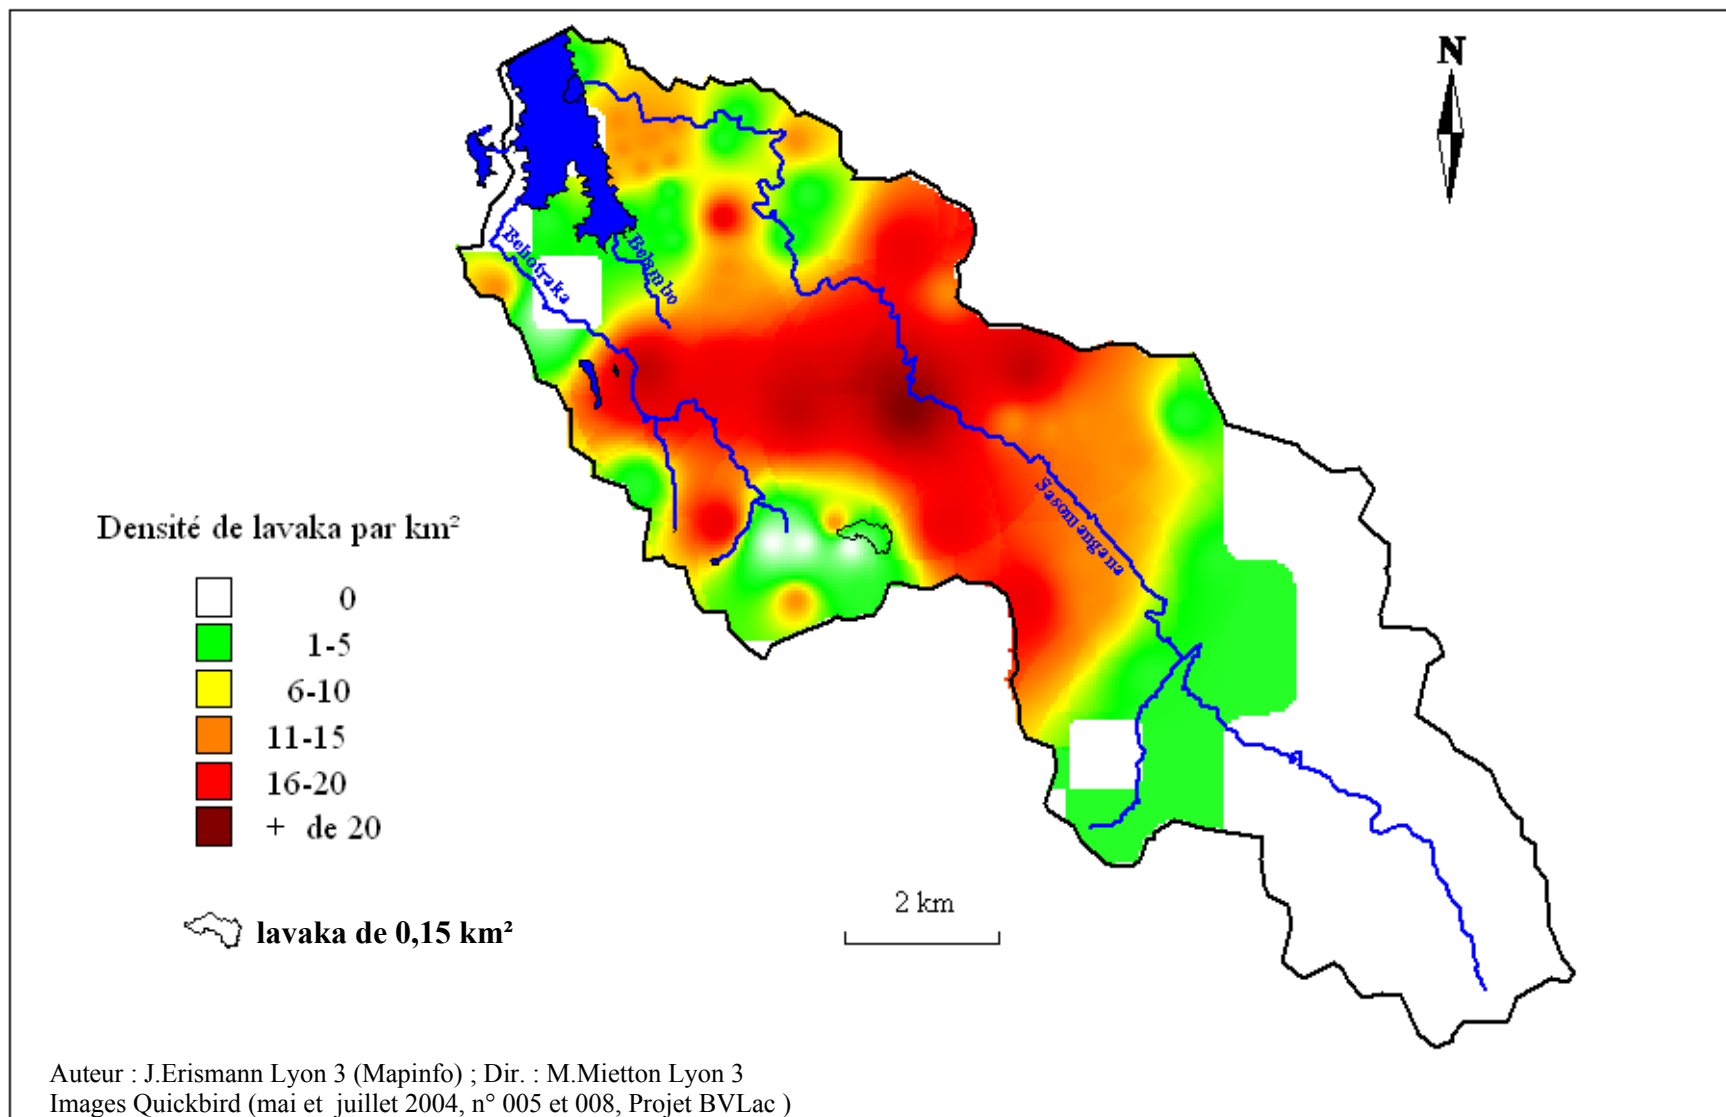 N
Behotraka
Belambo
Sasomangana
Densité de lavaka par km²
0
1-5
6-10
11-15
16-20
+ de 20
lavaka de 0,15 km²
2 km
Auteur : J.Erismann Lyon 3 (Mapinfo) ; Dir. : M.Mietton Lyon 3
Images Quickbird (mai et juillet 2004, n° 005 et 008, Projet BVLac )